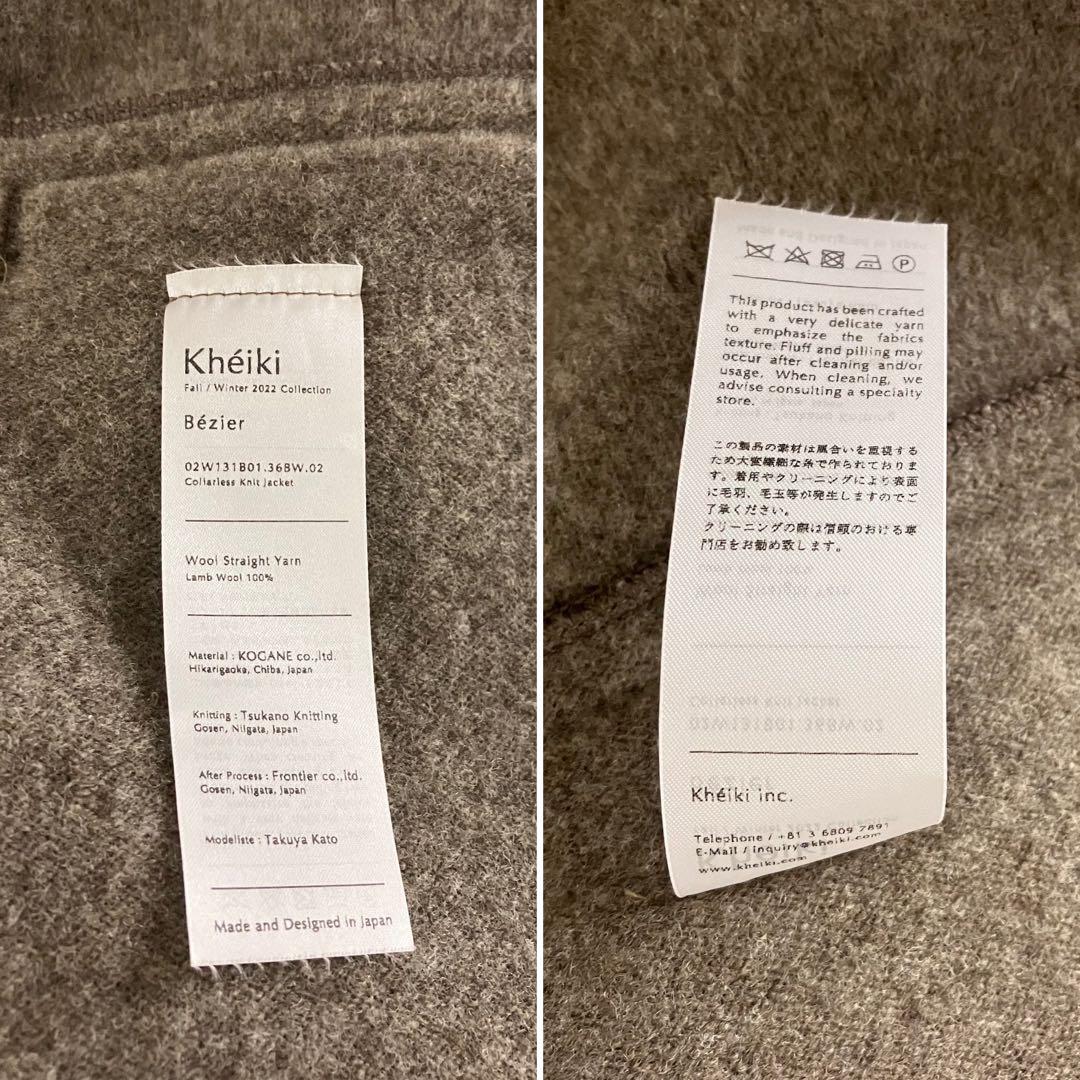 Khéiki
Fall / Winter 2022 Collection
Bézier
02W131B01.36BW.02
Collarless Knit Jacket
Wool Straight Yarn
Lamb Wool 100%
Material : KOGANE co.,ltd.
Hikarigaoka, Chiba, Japan
Knitting : Tsukano Knitting
Gosen, Niigata, Japan
After Process : Frontier co.,ltd.
Gosen, Niigata, Japan
Modeliste : Takuya Kato
Made and Designed in Japan
P
This product has been crafted
with a very delicate yarn
to emphasize the fabrics
texture. Fluff and pilling may
occur after cleaning and/or
usage. When cleaning, we
advise consulting a specialty
store.
この製品の素材は風合いを重視する
ため大変繊細な糸で作られておりま
す。着用やクリーニングにより表面
に毛羽、毛玉等が発生しますのでご
了承ください。
クリーニングの際は信頼のおける専
門店をお勧め致します。
Khéiki inc.
Telephone / +81 3 6809 7891
E-Mail / inquiry@kheiki.com
www.kheiki.com